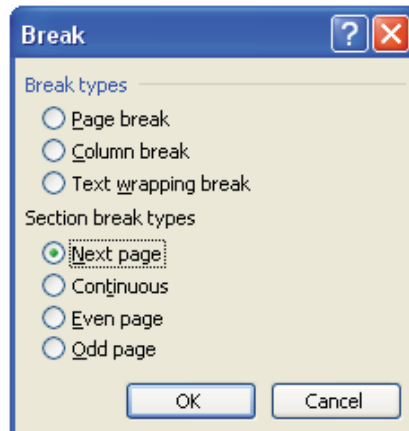 Break
Break types
Page break
Column break
Text wrapping break
Section break types
Next page
Continuous
Even page
Odd page
OK Cancel